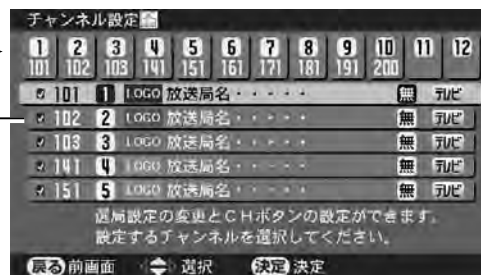 チャンネル設定
1 2 3 4 5 6 7 8 9 10 11 12
101 102 103 141 151 161 171 181 191 200
101 1 LOGO 放送局名・・・・・ 無 テレビ
102 2 LOGO 放送局名・・・・・ 無 テレビ
103 3 LOGO 放送局名・・・・・ 無 テレビ
141 4 LOGO 放送局名・・・・・ 無 テレビ
151 5 LOGO 放送局名・・・・・ 無 テレビ
選局設定の変更とCHボタンの設定ができます。
設定するチャンネルを選択してください。
戻る 前画面 選択 決定 決定